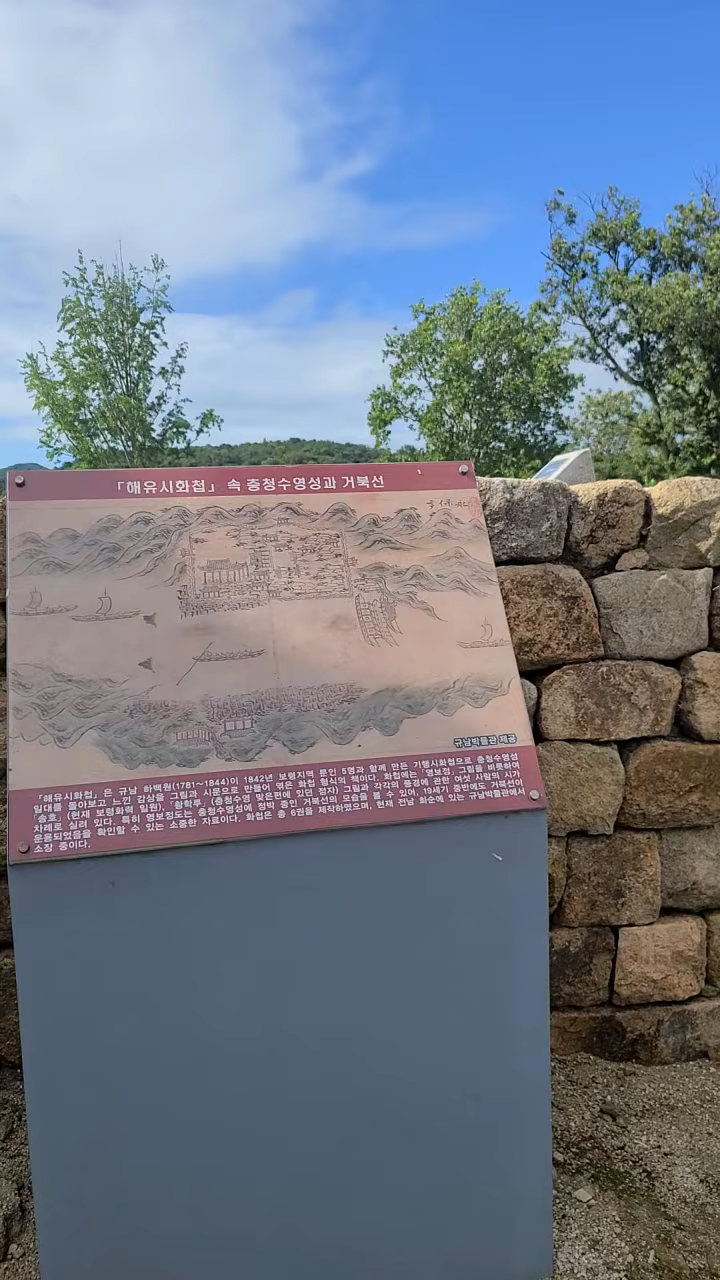 「해유시화첩」 속 충청수영성과 거북선
규남박물관 제공
「해유시화첩」은 규남 하백원(1781~1844)이 1842년 보령지역 문인 5명과 함께 만든 기행시화첩으로 충청수영성
일대를 돌아보고 느낀 감상을 그림과 시문으로 만들어 엮은 화첩 형식의 책이다. 화첩에는 「영보정」 그림을 비롯하여
「송호」(현재 보령화력 일원), 「황학루」(충청수영 맞은편에 있던 정자) 그림과 각각의 풍경에 관한 여섯 사람의 시가
차례로 실려 있다. 특히 영보정도는 충청수영성에 정박 중인 거북선의 모습을 볼 수 있어, 19세기 중반에도 거북선이
운용되었음을 확인할 수 있는 소중한 자료이다. 화첩은 총 6권을 제작하였으며, 현재 전남 화순에 있는 규남박물관에서
소장 중이다.